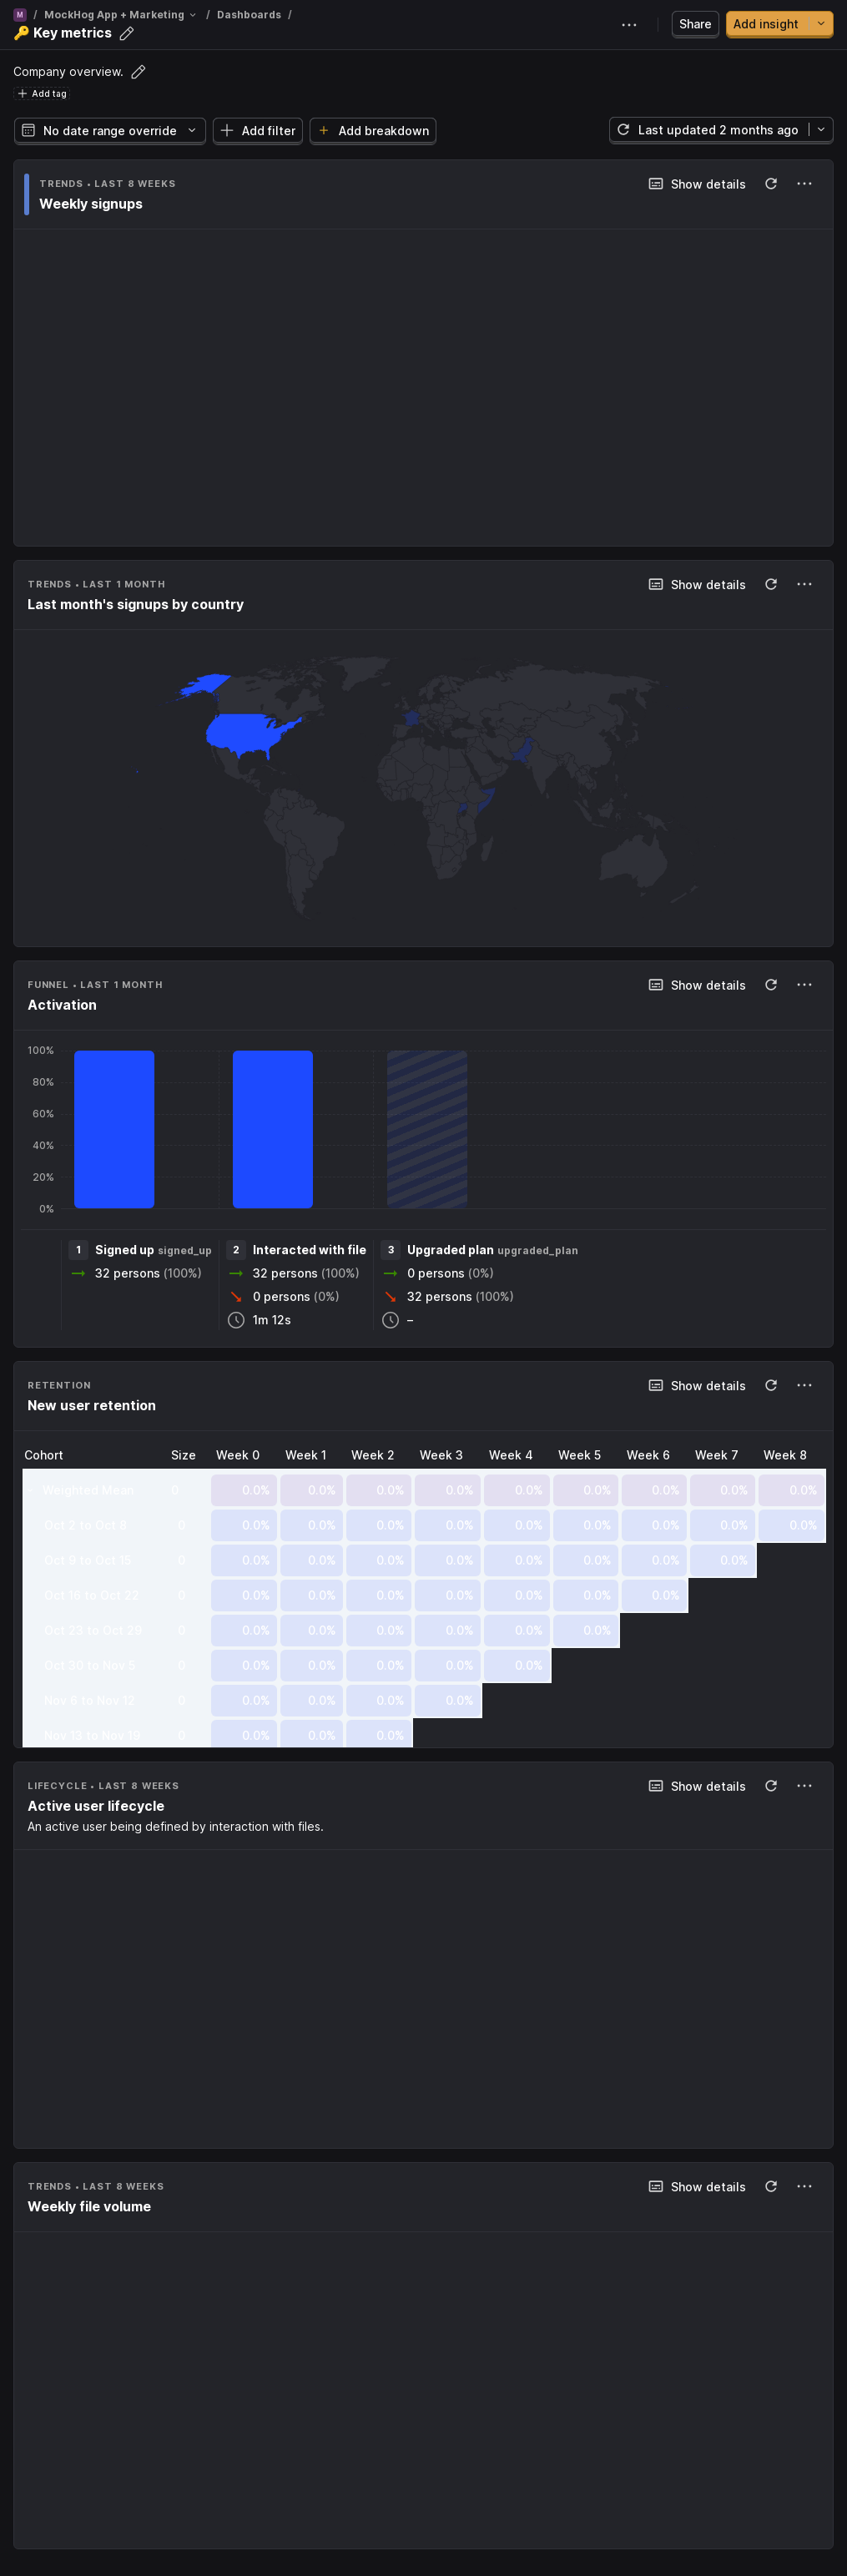 M / MockHog App + Marketing / Dashboards /
🔑 Key metrics
Share
Add insight
Company overview.
+ Add tag
No date range override
Add filter
+ Add breakdown
Last updated 2 months ago
TRENDS • LAST 8 WEEKS
Weekly signups
Show details
TRENDS • LAST 1 MONTH
Last month's signups by country
Show details
FUNNEL • LAST 1 MONTH
Activation
Show details
100%
80%
60%
40%
20%
0%
1 Signed up signed_up
32 persons (100%)
2 Interacted with file
32 persons (100%)
0 persons (0%)
1m 12s
3 Upgraded plan upgraded_plan
0 persons (0%)
32 persons (100%)
–
RETENTION
New user retention
Show details
Cohort Size Week 0 Week 1 Week 2 Week 3 Week 4 Week 5 Week 6 Week 7 Week 8
Weighted Mean 0 0.0% 0.0% 0.0% 0.0% 0.0% 0.0% 0.0% 0.0% 0.0%
Oct 2 to Oct 8 0 0.0% 0.0% 0.0% 0.0% 0.0% 0.0% 0.0% 0.0% 0.0%
Oct 9 to Oct 15 0 0.0% 0.0% 0.0% 0.0% 0.0% 0.0% 0.0% 0.0%
Oct 16 to Oct 22 0 0.0% 0.0% 0.0% 0.0% 0.0% 0.0% 0.0%
Oct 23 to Oct 29 0 0.0% 0.0% 0.0% 0.0% 0.0% 0.0%
Oct 30 to Nov 5 0 0.0% 0.0% 0.0% 0.0% 0.0%
Nov 6 to Nov 12 0 0.0% 0.0% 0.0% 0.0%
Nov 13 to Nov 19 0 0.0% 0.0% 0.0%
LIFECYCLE • LAST 8 WEEKS
Active user lifecycle
An active user being defined by interaction with files.
Show details
TRENDS • LAST 8 WEEKS
Weekly file volume
Show details